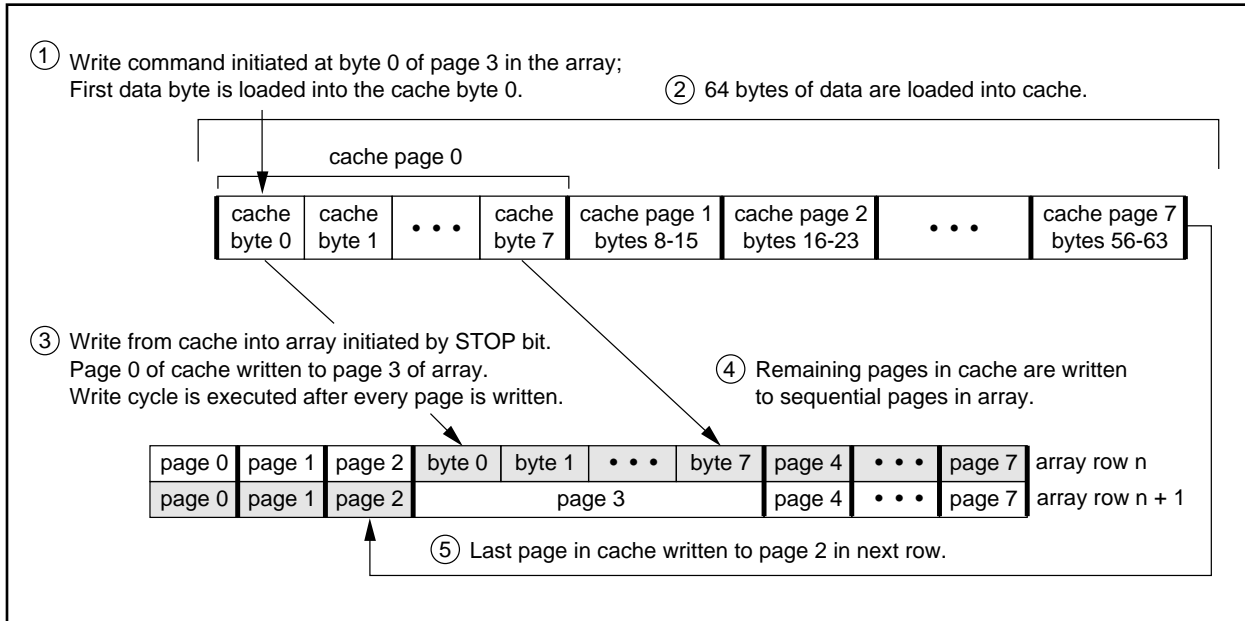 ① Write command initiated at byte 0 of page 3 in the array;
First data byte is loaded into the cache byte 0.
② 64 bytes of data are loaded into cache.
cache page 0
cache byte 0 cache byte 1 • • • cache byte 7 cache page 1 bytes 8-15 cache page 2 bytes 16-23 • • • cache page 7 bytes 56-63
③ Write from cache into array initiated by STOP bit.
Page 0 of cache written to page 3 of array.
Write cycle is executed after every page is written.
④ Remaining pages in cache are written
to sequential pages in array.
page 0 page 1 page 2 byte 0 byte 1 • • • byte 7 page 4 • • • page 7 array row n
page 0 page 1 page 2 page 3 page 4 • • • page 7 array row n + 1
⑤ Last page in cache written to page 2 in next row.